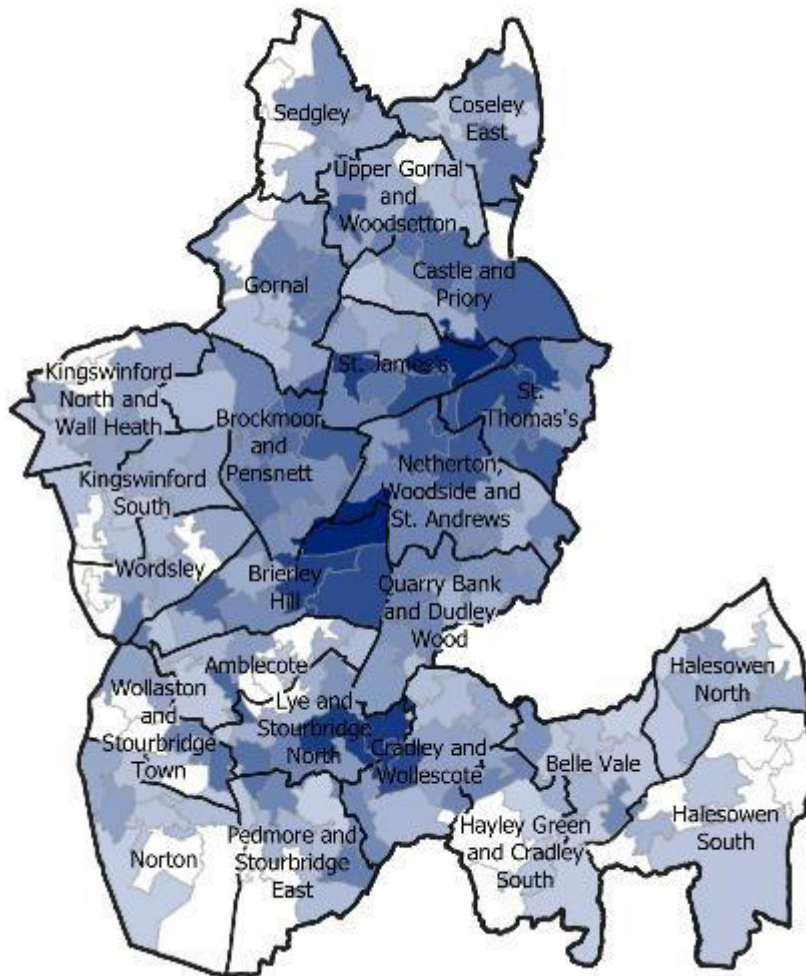 Sedgley
Coseley
East
Upper Gornal
and
Woodsetton
Castle and
Priory
Gornal
St. James's
St.
Thomas's
Kingswinford
North and
Wall Heath
Brockmoor
and
Pensnett
Netherton,
Woodside and
St. Andrews
Kingswinford
South
Wordsley
Brierley
Hill
Quarry Bank
and Dudley
Wood
Amblecote
Halesowen
North
Wollaston
and
Stourbridge
Town
Lye and
Stourbridge
North
Cradley and
Wollescote
Belle Vale
Halesowen
South
Hayley Green
and Cradley
South
Norton
Pedmore and
Stourbridge
East